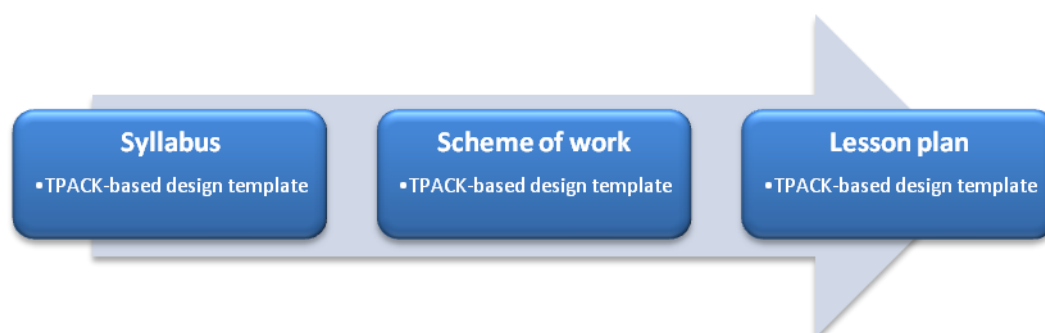 Syllabus
•TPACK-based design template
Scheme of work
•TPACK-based design template
Lesson plan
•TPACK-based design template